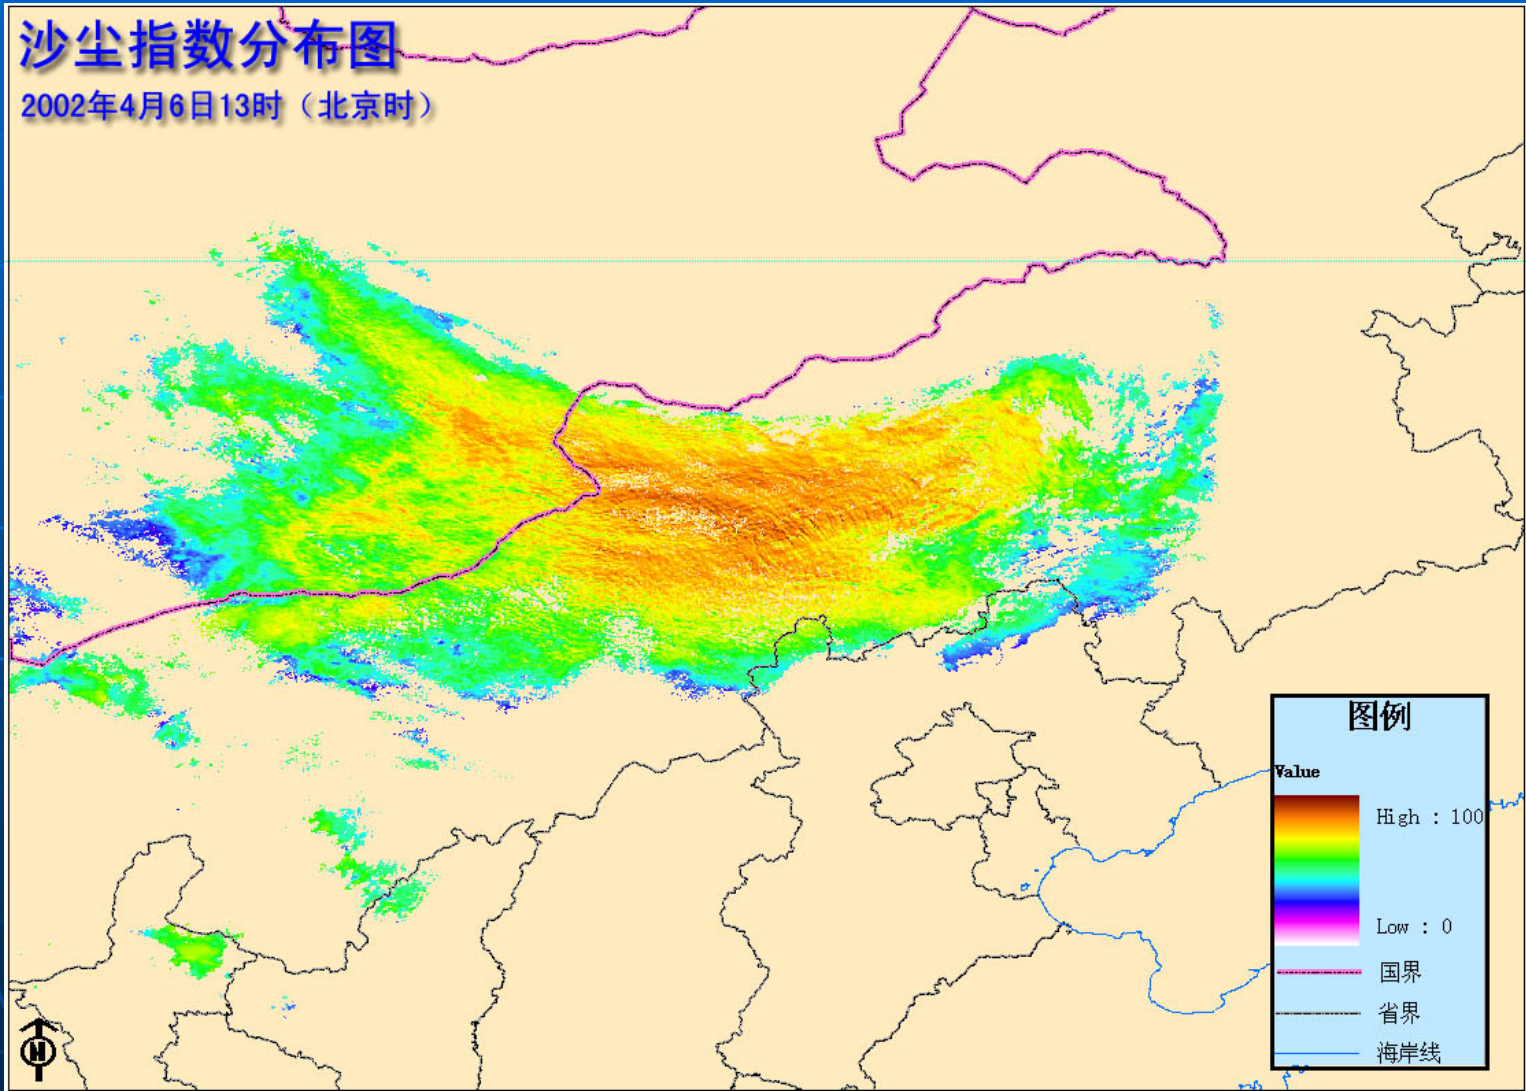 沙尘指数分布图
2002年4月6日13时（北京时）
图例
Value
High : 100
Low : 0
国界
省界
海岸线
N